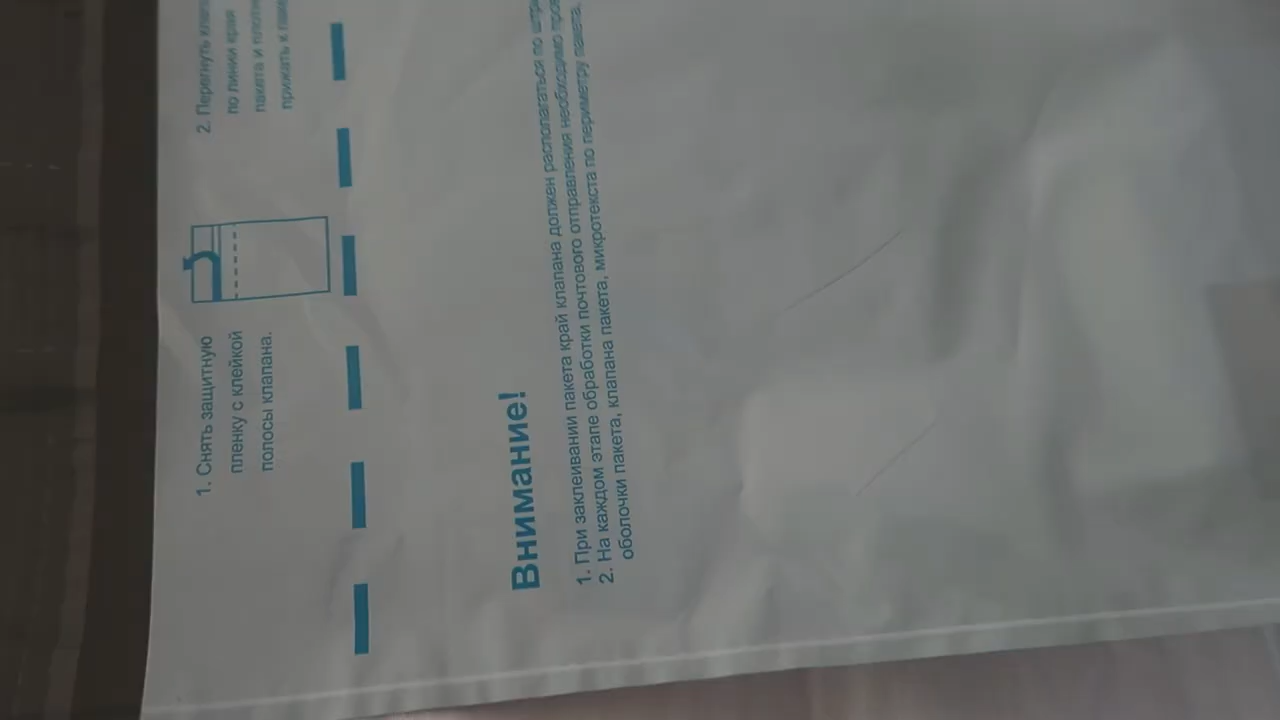 1. Снять защитную
пленку с клейкой
полосы клапана.
2. Перегнуть
по линии края
пакета и
прижать к
Внимание!
1. При заклеивании пакета край клапана должен располагаться по
2. На каждом этапе обработки почтового отправления необходимо
оболочки пакета, клапана пакета, микротекста по периметру пакета.